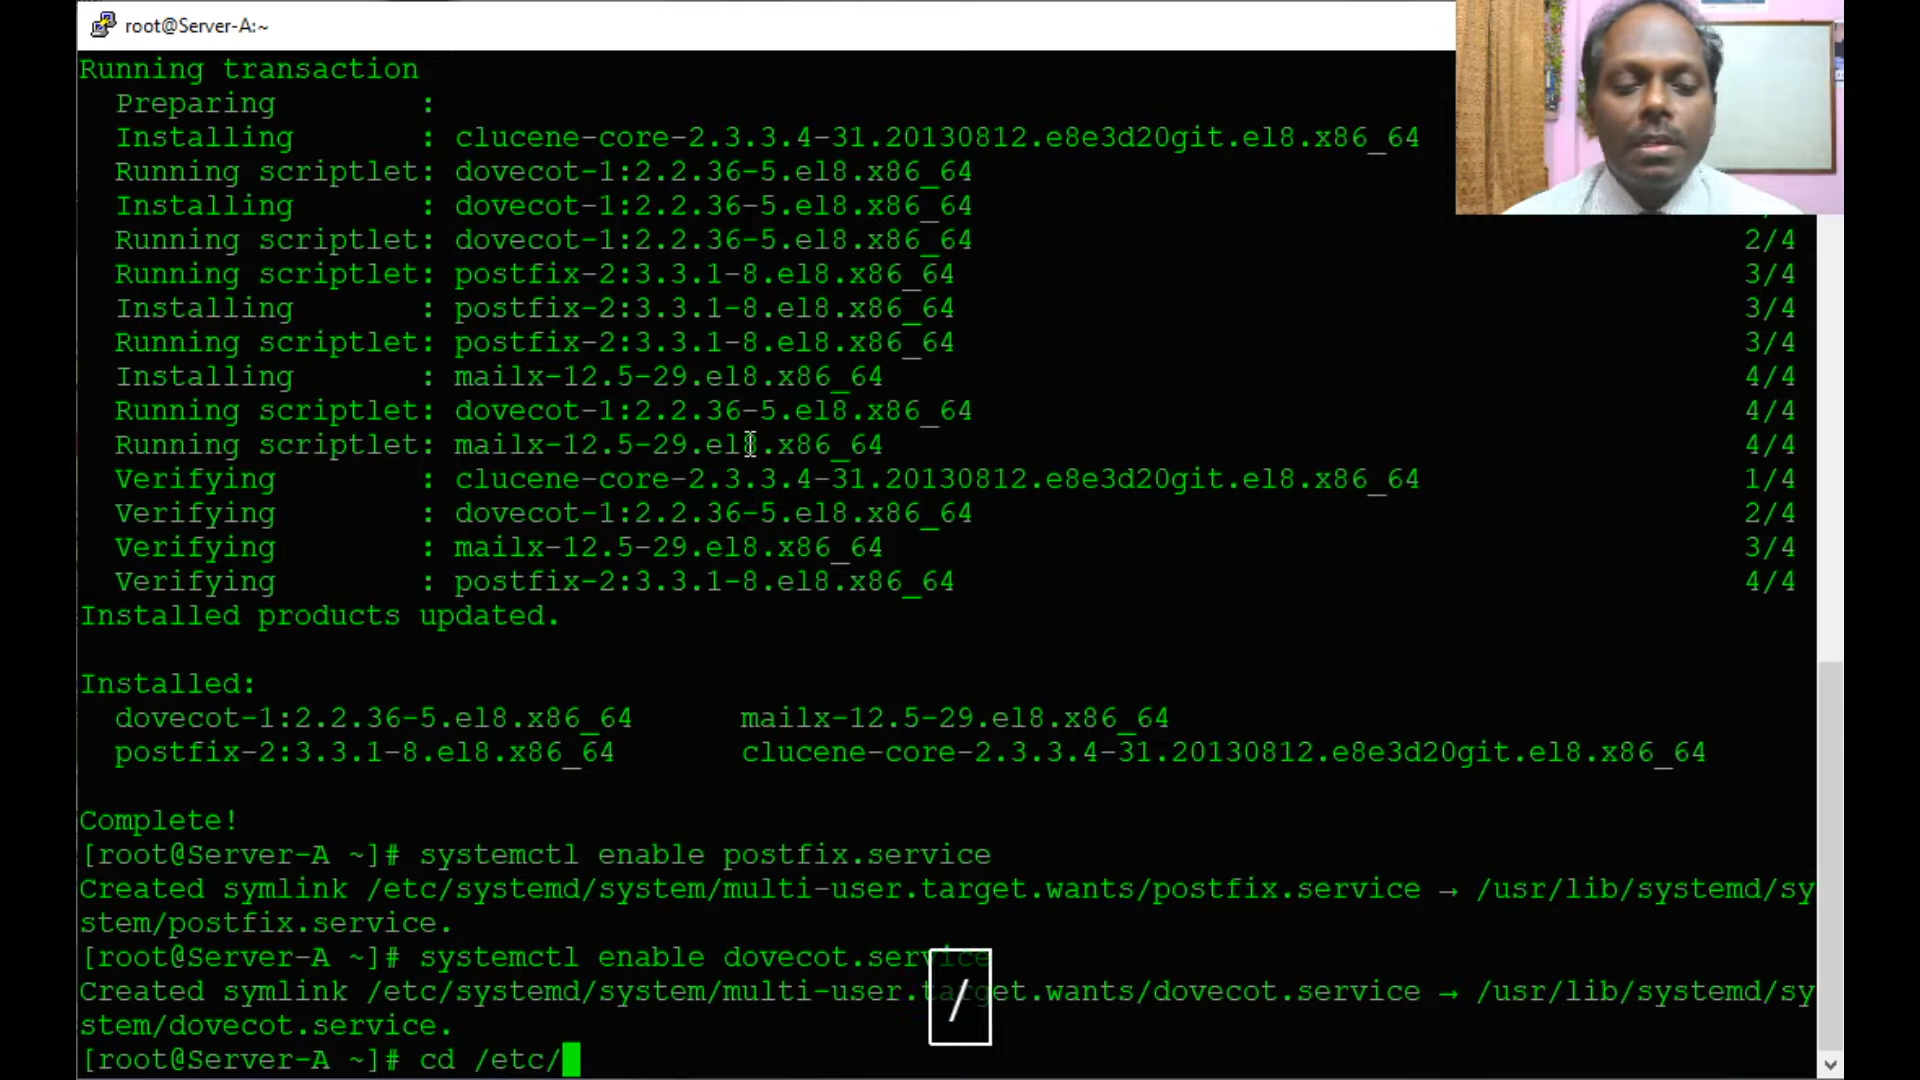 root@Server-A:~
Running transaction
Preparing :
Installing : clucene-core-2.3.3.4-31.20130812.e8e3d20git.el8.x86_64
Running scriptlet: dovecot-1:2.2.36-5.el8.x86_64
Installing : dovecot-1:2.2.36-5.el8.x86_64
Running scriptlet: dovecot-1:2.2.36-5.el8.x86_64 2/4
Running scriptlet: postfix-2:3.3.1-8.el8.x86_64 3/4
Installing : postfix-2:3.3.1-8.el8.x86_64 3/4
Running scriptlet: postfix-2:3.3.1-8.el8.x86_64 3/4
Installing : mailx-12.5-29.el8.x86_64 4/4
Running scriptlet: dovecot-1:2.2.36-5.el8.x86_64 4/4
Running scriptlet: mailx-12.5-29.el8.x86_64 4/4
Verifying : clucene-core-2.3.3.4-31.20130812.e8e3d20git.el8.x86_64 1/4
Verifying : dovecot-1:2.2.36-5.el8.x86_64 2/4
Verifying : mailx-12.5-29.el8.x86_64 3/4
Verifying : postfix-2:3.3.1-8.el8.x86_64 4/4
Installed products updated.
Installed:
dovecot-1:2.2.36-5.el8.x86_64 mailx-12.5-29.el8.x86_64
postfix-2:3.3.1-8.el8.x86_64 clucene-core-2.3.3.4-31.20130812.e8e3d20git.el8.x86_64
Complete!
[root@Server-A ~]# systemctl enable postfix.service
Created symlink /etc/systemd/system/multi-user.target.wants/postfix.service → /usr/lib/systemd/sy
stem/postfix.service.
[root@Server-A ~]# systemctl enable dovecot.service
Created symlink /etc/systemd/system/multi-user.target.wants/dovecot.service → /usr/lib/systemd/sy
stem/dovecot.service.
[root@Server-A ~]# cd /etc/
/